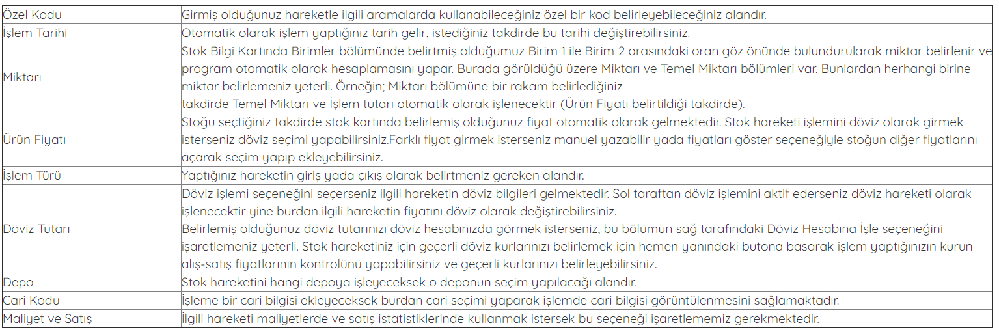 Özel Kodu
Girmiş olduğunuz hareketle ilgili aramalarda kullanabileceğiniz özel bir kod belirleyebileceğiniz alandır.
İşlem Tarihi
Otomatik olarak işlem yaptığınız tarih gelir, istediğiniz takdirde bu tarihi değiştirebilirsiniz.
Miktarı
Stok Bilgi Kartında Birimler bölümünde belirtmiş olduğumuz Birim 1 ile Birim 2 arasındaki oran göz önünde bulundurularak miktar belirlenir ve
program otomatik olarak hesaplamasını yapar. Burada görüldüğü üzere Miktarı ve Temel Miktarı bölümleri var. Bunlardan herhangi birine
miktar belirlemeniz yeterli. Örneğin; Miktarı bölümüne bir rakam belirlediğiniz
takdirde Temel Miktarı ve İşlem tutarı otomatik olarak işlenecektir (Ürün Fiyatı belirtildiği takdirde).
Ürün Fiyatı
Stoğu seçtiğiniz takdirde stok kartında belirlemiş olduğunuz fiyat otomatik olarak gelmektedir. Stok hareketi işlemini döviz olarak girmek
isterseniz döviz seçimi yapabilirsiniz.Farklı fiyat girmek isterseniz manuel yazabilir yada fiyatları göster seçeneğiyle stoğun diğer fiyatlarını
açarak seçim yapıp ekleyebilirsiniz.
İşlem Türü
Yaptığınız hareketin giriş yada çıkış olarak belirtmeniz gereken alandır.
Döviz Tutarı
Döviz işlemi seçeneğini seçerseniz ilgili hareketin döviz bilgileri gelmektedir. Sol taraftan döviz işlemini aktif ederseniz döviz hareketi olarak
işlenecektir yine burdan ilgili hareketin fiyatını döviz olarak değiştirebilirsiniz.
Belirlemiş olduğunuz döviz tutarınızı döviz hesabınızda görmek isterseniz, bu bölümün sağ tarafındaki Döviz Hesabına İşle seçeneğini
işaretlemeniz yeterli. Stok hareketiniz için geçerli döviz kurlarınızı belirlemek için hemen yanındaki butona basarak işlem yaptığınızın kurun
alış-satış fiyatlarının kontrolünü yapabilirsiniz ve geçerli kurlarınızı belirleyebilirsiniz.
Depo
Stok hareketini hangi depoya işleyeceksek o deponun seçim yapılacağı alandır.
Cari Kodu
İşleme bir cari bilgisi ekleyeceksek burdan cari seçimi yaparak işlemde cari bilgisi görüntülenmesini sağlamaktadır.
Maliyet ve Satış
İlgili hareketi maliyetlerde ve satış istatistiklerinde kullanmak istersek bu seçeneği işaretlememiz gerekmektedir.